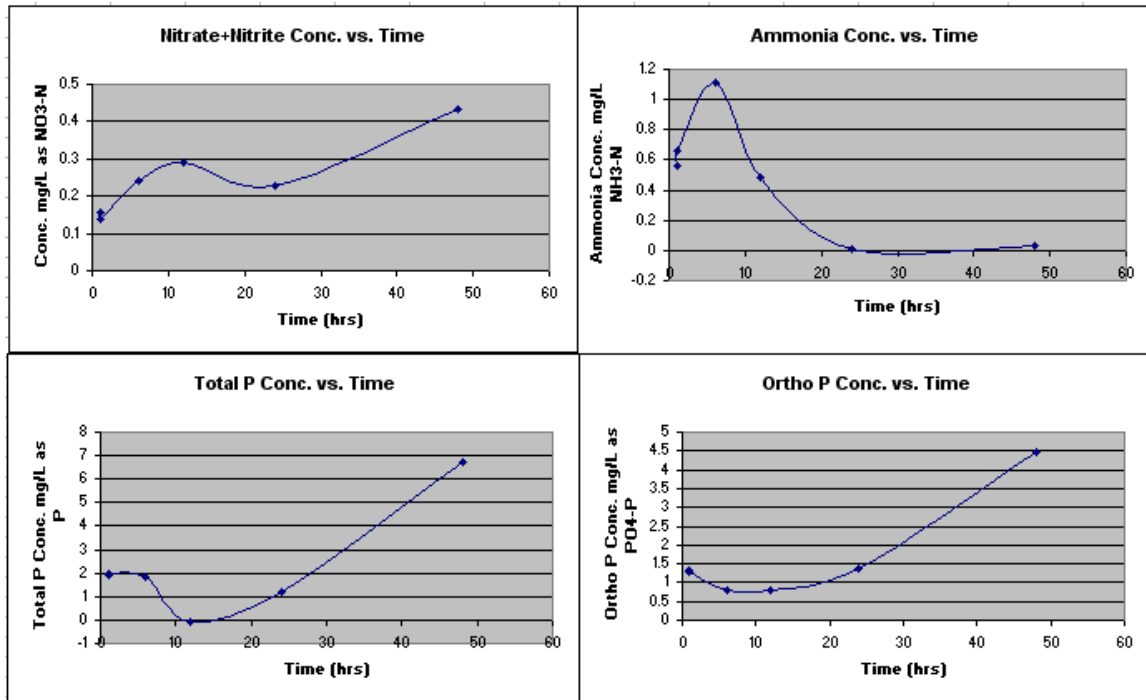 Nitrate+Nitrite Conc. vs. Time
Conc. mg/L as NO3-N
0.5
0.4
0.3
0.2
0.1
0
0 10 20 30 40 50 60
Time (hrs)
Ammonia Conc. vs. Time
Ammonia Conc. mg/L
NH3-N
1.2
1
0.8
0.6
0.4
0.2
0
-0.2
0 10 20 30 40 50 60
Time (hrs)
Total P Conc. vs. Time
Total P Conc. mg/L as
P
8
7
6
5
4
3
2
1
0
-1
0 10 20 30 40 50 60
Time (hrs)
Ortho P Conc. vs. Time
Ortho P Conc. mg/L as
PO4-P
5
4.5
4
3.5
3
2.5
2
1.5
1
0.5
0
0 10 20 30 40 50 60
Time (hrs)